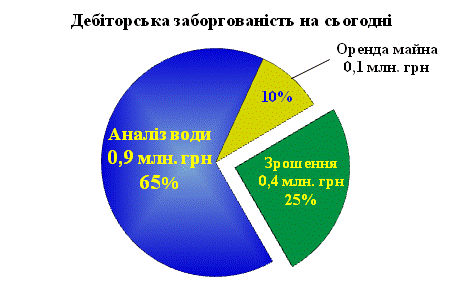 Дебіторська заборгованість на сьогодні
Оренда майна
0,1 млн. грн
10%
Аналіз води
0,9 млн. грн
65%
Зрошення
0,4 млн. грн
25%